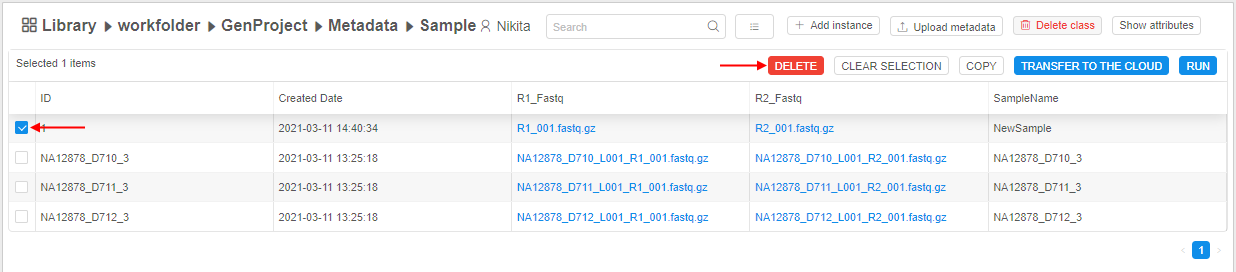 Library workfolder GenProject Metadata Sample Nikita Search Add instance Upload metadata Delete class Show attributes
Selected 1 items DELETE CLEAR SELECTION COPY TRANSFER TO THE CLOUD RUN
ID Created Date R1_Fastq R2_Fastq SampleName
1 2021-03-11 14:40:34 R1_001.fastq.gz R2_001.fastq.gz NewSample
NA12878_D710_3 2021-03-11 13:25:18 NA12878_D710_L001_R1_001.fastq.gz NA12878_D710_L001_R2_001.fastq.gz NA12878_D710_3
NA12878_D711_3 2021-03-11 13:25:18 NA12878_D711_L001_R1_001.fastq.gz NA12878_D711_L001_R2_001.fastq.gz NA12878_D711_3
NA12878_D712_3 2021-03-11 13:25:18 NA12878_D712_L001_R1_001.fastq.gz NA12878_D712_L001_R2_001.fastq.gz NA12878_D712_3
1